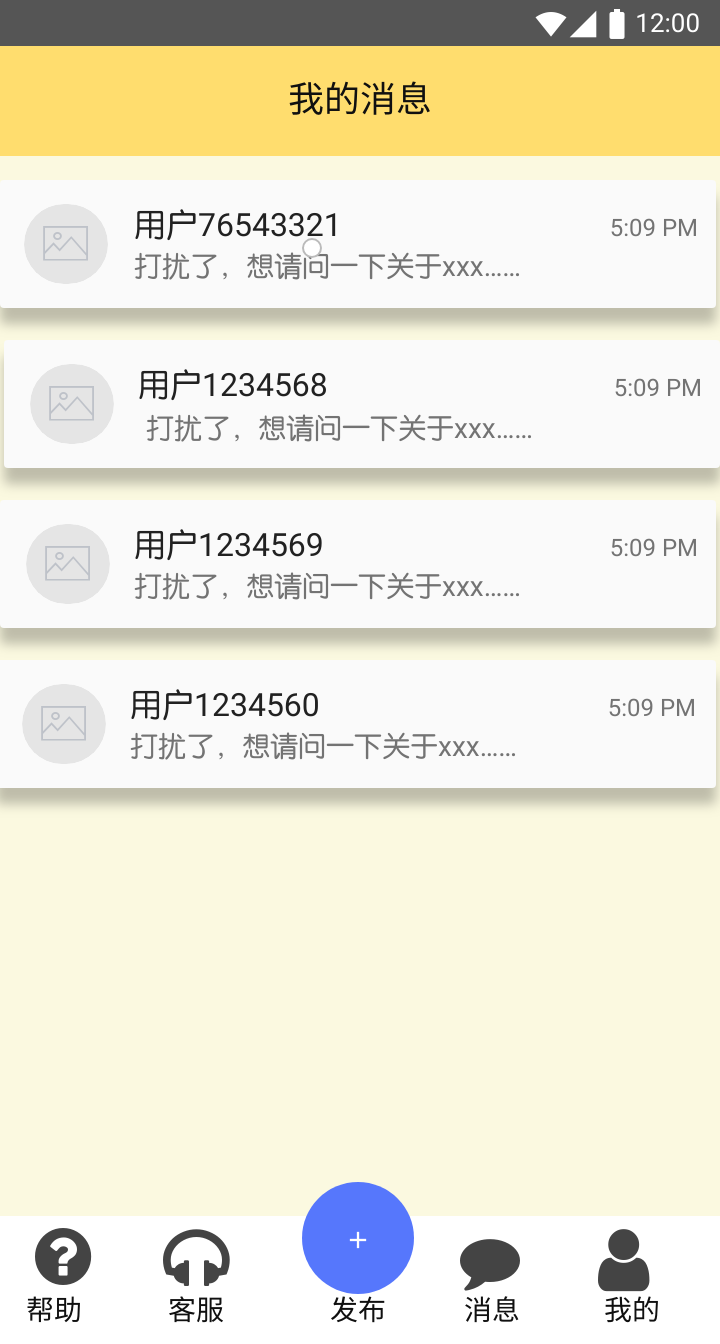 12:00
我的消息
用户76543321
5:09 PM
打扰了，想请问一下关于xxx……
用户1234568
5:09 PM
打扰了，想请问一下关于xxx……
用户1234569
5:09 PM
打扰了，想请问一下关于xxx……
用户1234560
5:09 PM
打扰了，想请问一下关于xxx……
+
帮助 客服 发布 消息 我的